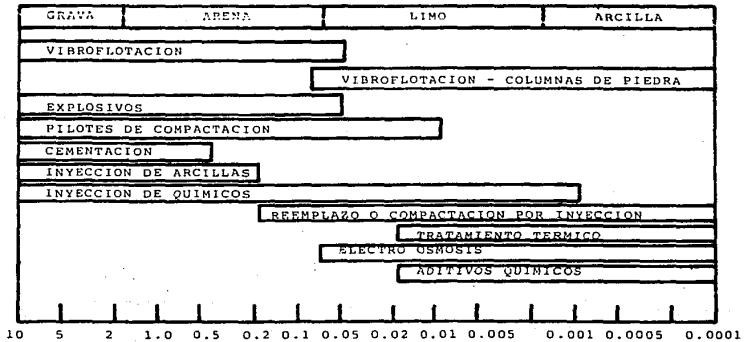 GRAVA ARENA LIMO ARCILLA
VIBROFLOTACION
VIBROFLOTACION - COLUMNAS DE PIEDRA
EXPLOSIVOS
PILOTES DE COMPACTACION
CEMENTACION
INYECCION DE ARCILLAS
INYECCION DE QUIMICOS
REEMPLAZO O COMPACTACION POR INYECCION
TRATAMIENTO TERMICO
ELECTRO OSMOSIS
ADITIVOS QUIMICOS
10 5 2 1.0 0.5 0.2 0.1 0.05 0.02 0.01 0.005 0.001 0.0005 0.0001